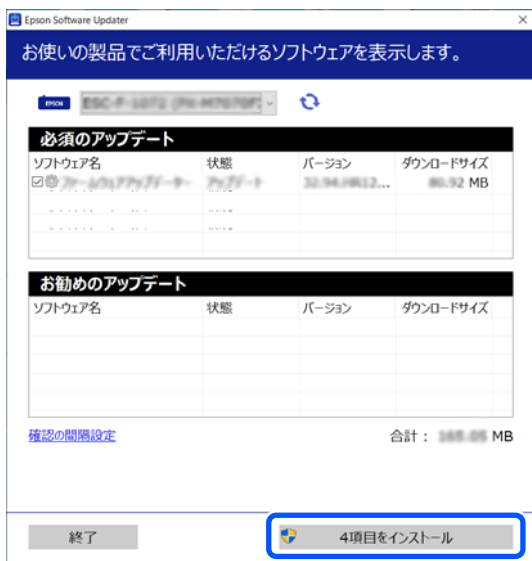 Epson Software Updater
お使いの製品でご利用いただけるソフトウェアを表示します。
EPSON
必須のアップデート
ソフトウェア名 状態 バージョン ダウンロードサイズ
MB
お勧めのアップデート
ソフトウェア名 状態 バージョン ダウンロードサイズ
確認の間隔設定 合計： MB
終了 4項目をインストール